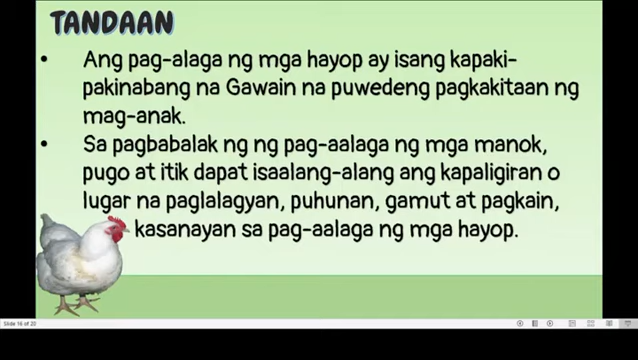 TANDAAN
• Ang pag-alaga ng mga hayop ay isang kapaki-
pakinabang na Gawain na puwedeng pagkakitaan ng
mag-anak.
• Sa pagbabalak ng ng pag-aalaga ng mga manok,
pugo at itik dapat isaalang-alang ang kapaligiran o
lugar na paglalagyan, puhunan, gamut at pagkain,
kasanayan sa pag-aalaga ng mga hayop.
Slide 16 of 20